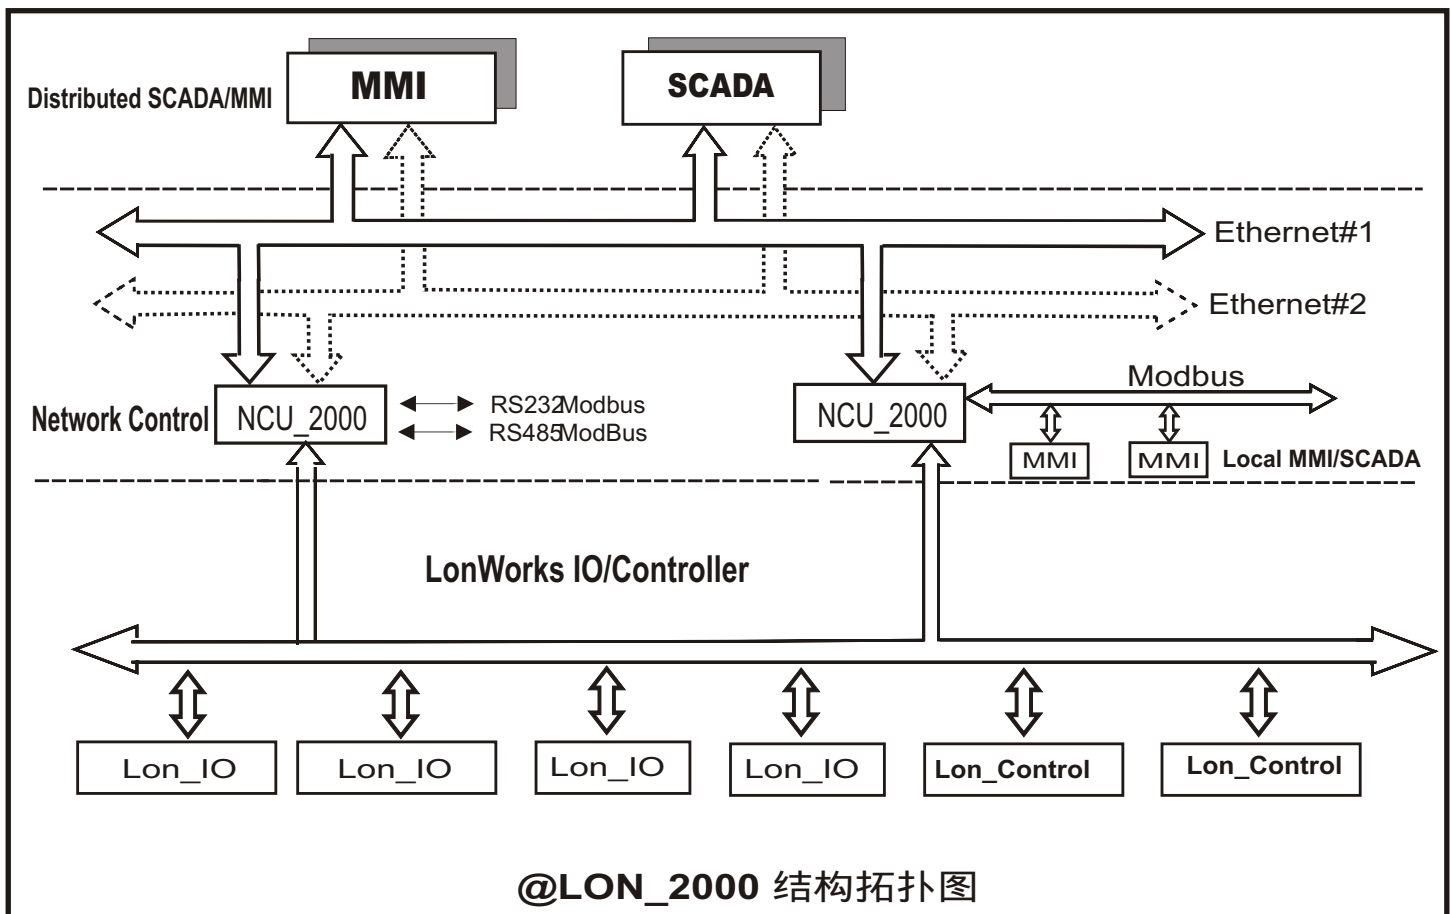 MMI
SCADA
Distributed SCADA/MMI
Ethernet#1
Ethernet#2
Modbus
Network Control
NCU_2000
RS232Modbus
RS485ModBus
NCU_2000
MMI
MMI
Local MMI/SCADA
LonWorks IO/Controller
Lon_IO
Lon_IO
Lon_IO
Lon_IO
Lon_Control
Lon_Control
@LON_2000 结构拓扑图